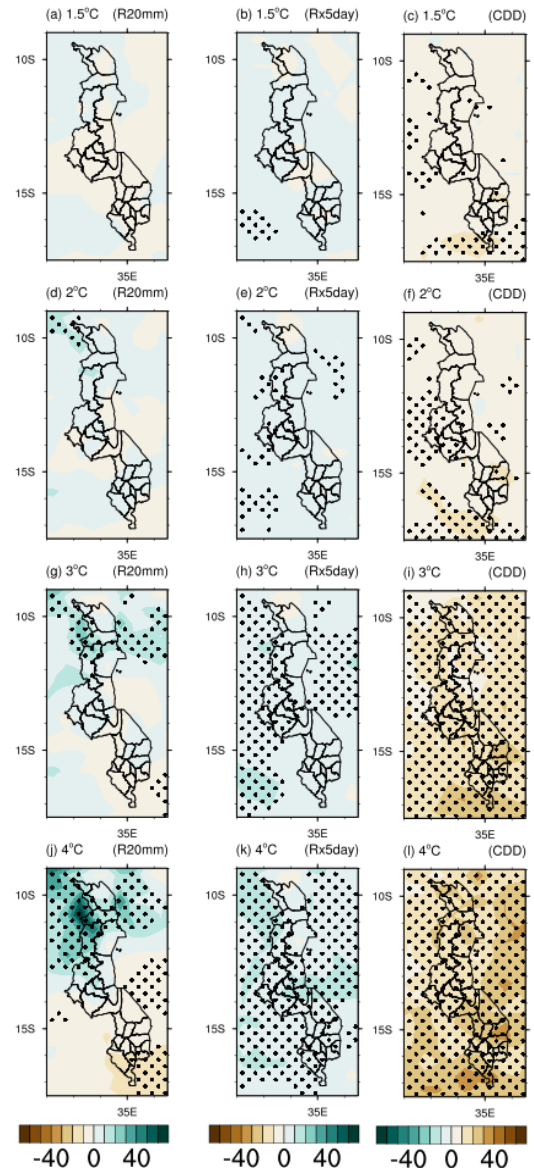 (a) 1.5°C (R20mm) (b) 1.5°C (Rx5day) (c) 1.5°C (CDD)
10S 10S 10S
15S 15S 15S
35E 35E 35E
(d) 2°C (R20mm) (e) 2°C (Rx5day) (f) 2°C (CDD)
10S 10S 10S
15S 15S 15S
35E 35E 35E
(g) 3°C (R20mm) (h) 3°C (Rx5day) (i) 3°C (CDD)
10S 10S 10S
15S 15S 15S
35E 35E 35E
(j) 4°C (R20mm) (k) 4°C (Rx5day) (l) 4°C (CDD)
10S 10S 10S
15S 15S 15S
35E 35E 35E
-40 0 40 -40 0 40 -40 0 40